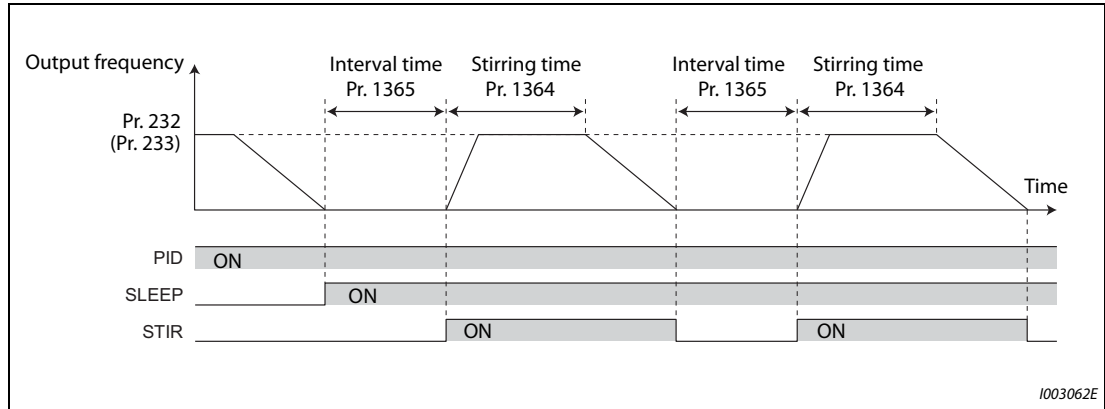 Output frequency
Interval time
Pr. 1365
Stirring time
Pr. 1364
Interval time
Pr. 1365
Stirring time
Pr. 1364
Pr. 232
(Pr. 233)
Time
PID ON
SLEEP ON
STIR ON ON
I003062E